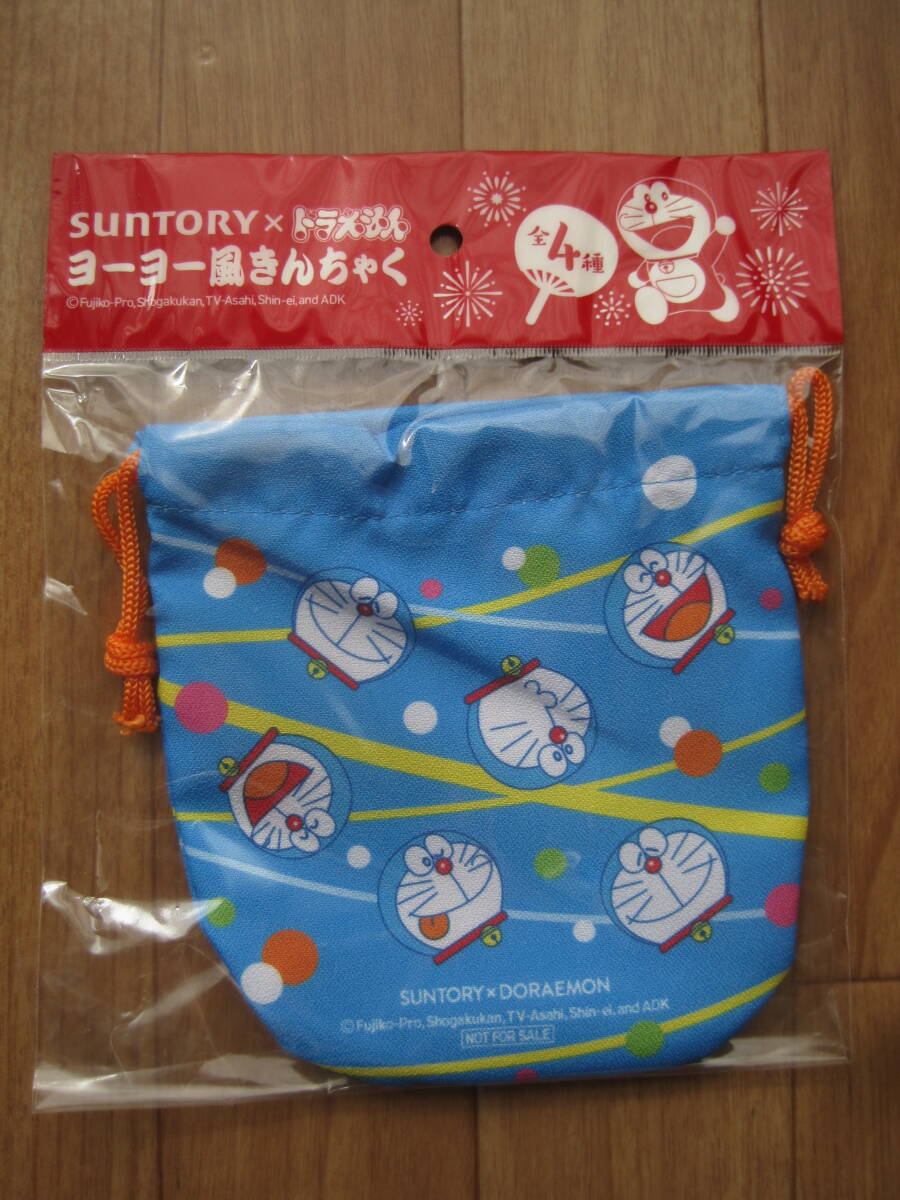 SUNTORY×ドラえもん
ヨーヨー風きんちゃく
©Fujiko-Pro, Shogakukan, TV-Asahi, Shin-ei, and ADK
全4種
SUNTORY×DORAEMON
©Fujiko-Pro, Shogakukan, TV-Asahi, Shin-ei, and ADK
NOT FOR SALE